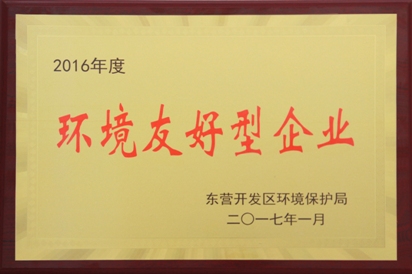 2016年度
环境友好型企业
东营开发区环境保护局
二〇一七年一月